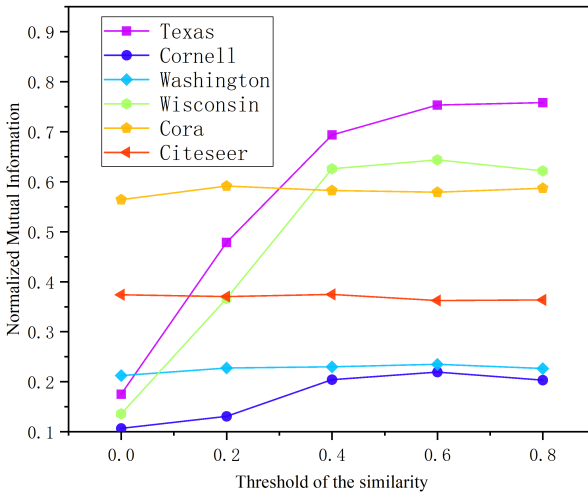 Texas
Cornell
Washington
Wisconsin
Cora
Citeseer
0.9
0.8
0.7
0.6
0.5
0.4
0.3
0.2
0.1
Normalized Mutual Information
0.0 0.2 0.4 0.6 0.8
Threshold of the similarity